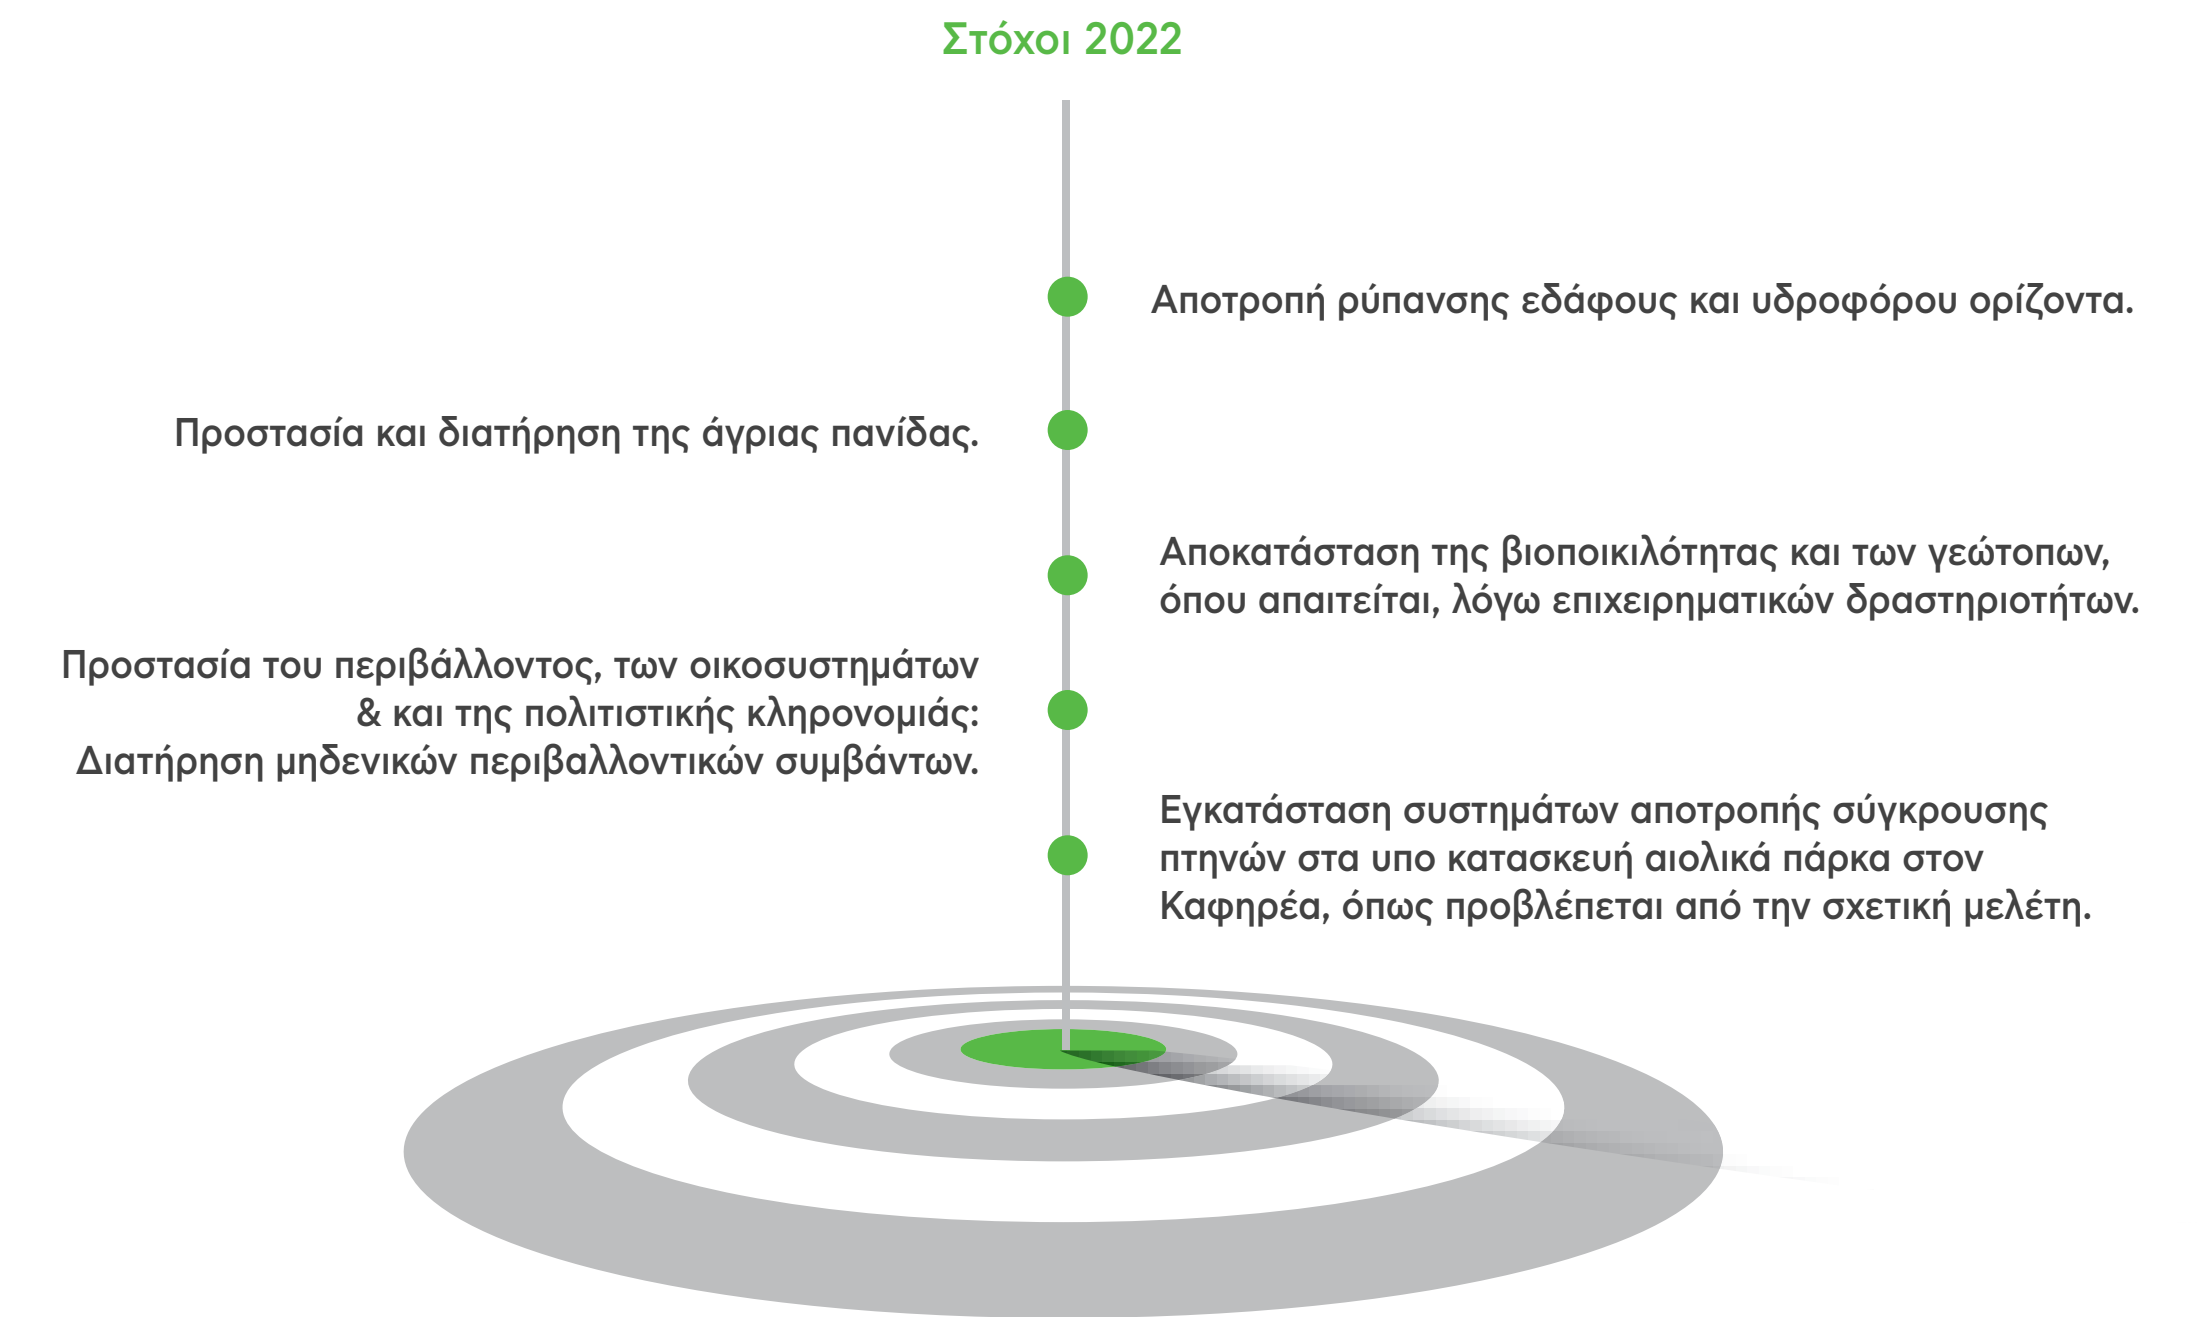 Στόχοι 2022
Αποτροπή ρύπανσης εδάφους και υδροφόρου ορίζοντα.
Προστασία και διατήρηση της άγριας πανίδας.
Αποκατάσταση της βιοποικιλότητας και των γεώτοπων,
όπου απαιτείται, λόγω επιχειρηματικών δραστηριοτήτων.
Προστασία του περιβάλλοντος, των οικοσυστημάτων
& και της πολιτιστικής κληρονομιάς:
Διατήρηση μηδενικών περιβαλλοντικών συμβάντων.
Εγκατάσταση συστημάτων αποτροπής σύγκρουσης
πτηνών στα υπο κατασκευή αιολικά πάρκα στον
Καφηρέα, όπως προβλέπεται από την σχετική μελέτη.